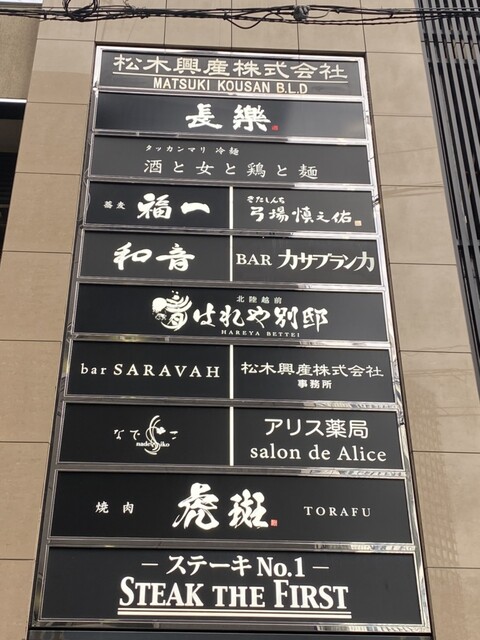 松木興産株式会社
MATSUKI KOUSAN B.L.D
長樂
タッカンマリ 冷麺
酒と女と鶏と麺
蕎麦 福一
きたしんち
弓場慎之佑
和音
BAR カサブランカ
北陸越前
はれや別邸
HAREYA BETTEI
bar SARAVAH
松木興産株式会社
事務所
なでしこ
nadeshiko
アリス薬局
salon de Alice
焼肉 虎斑 TORAFU
－ステーキ No.1－
STEAK THE FIRST